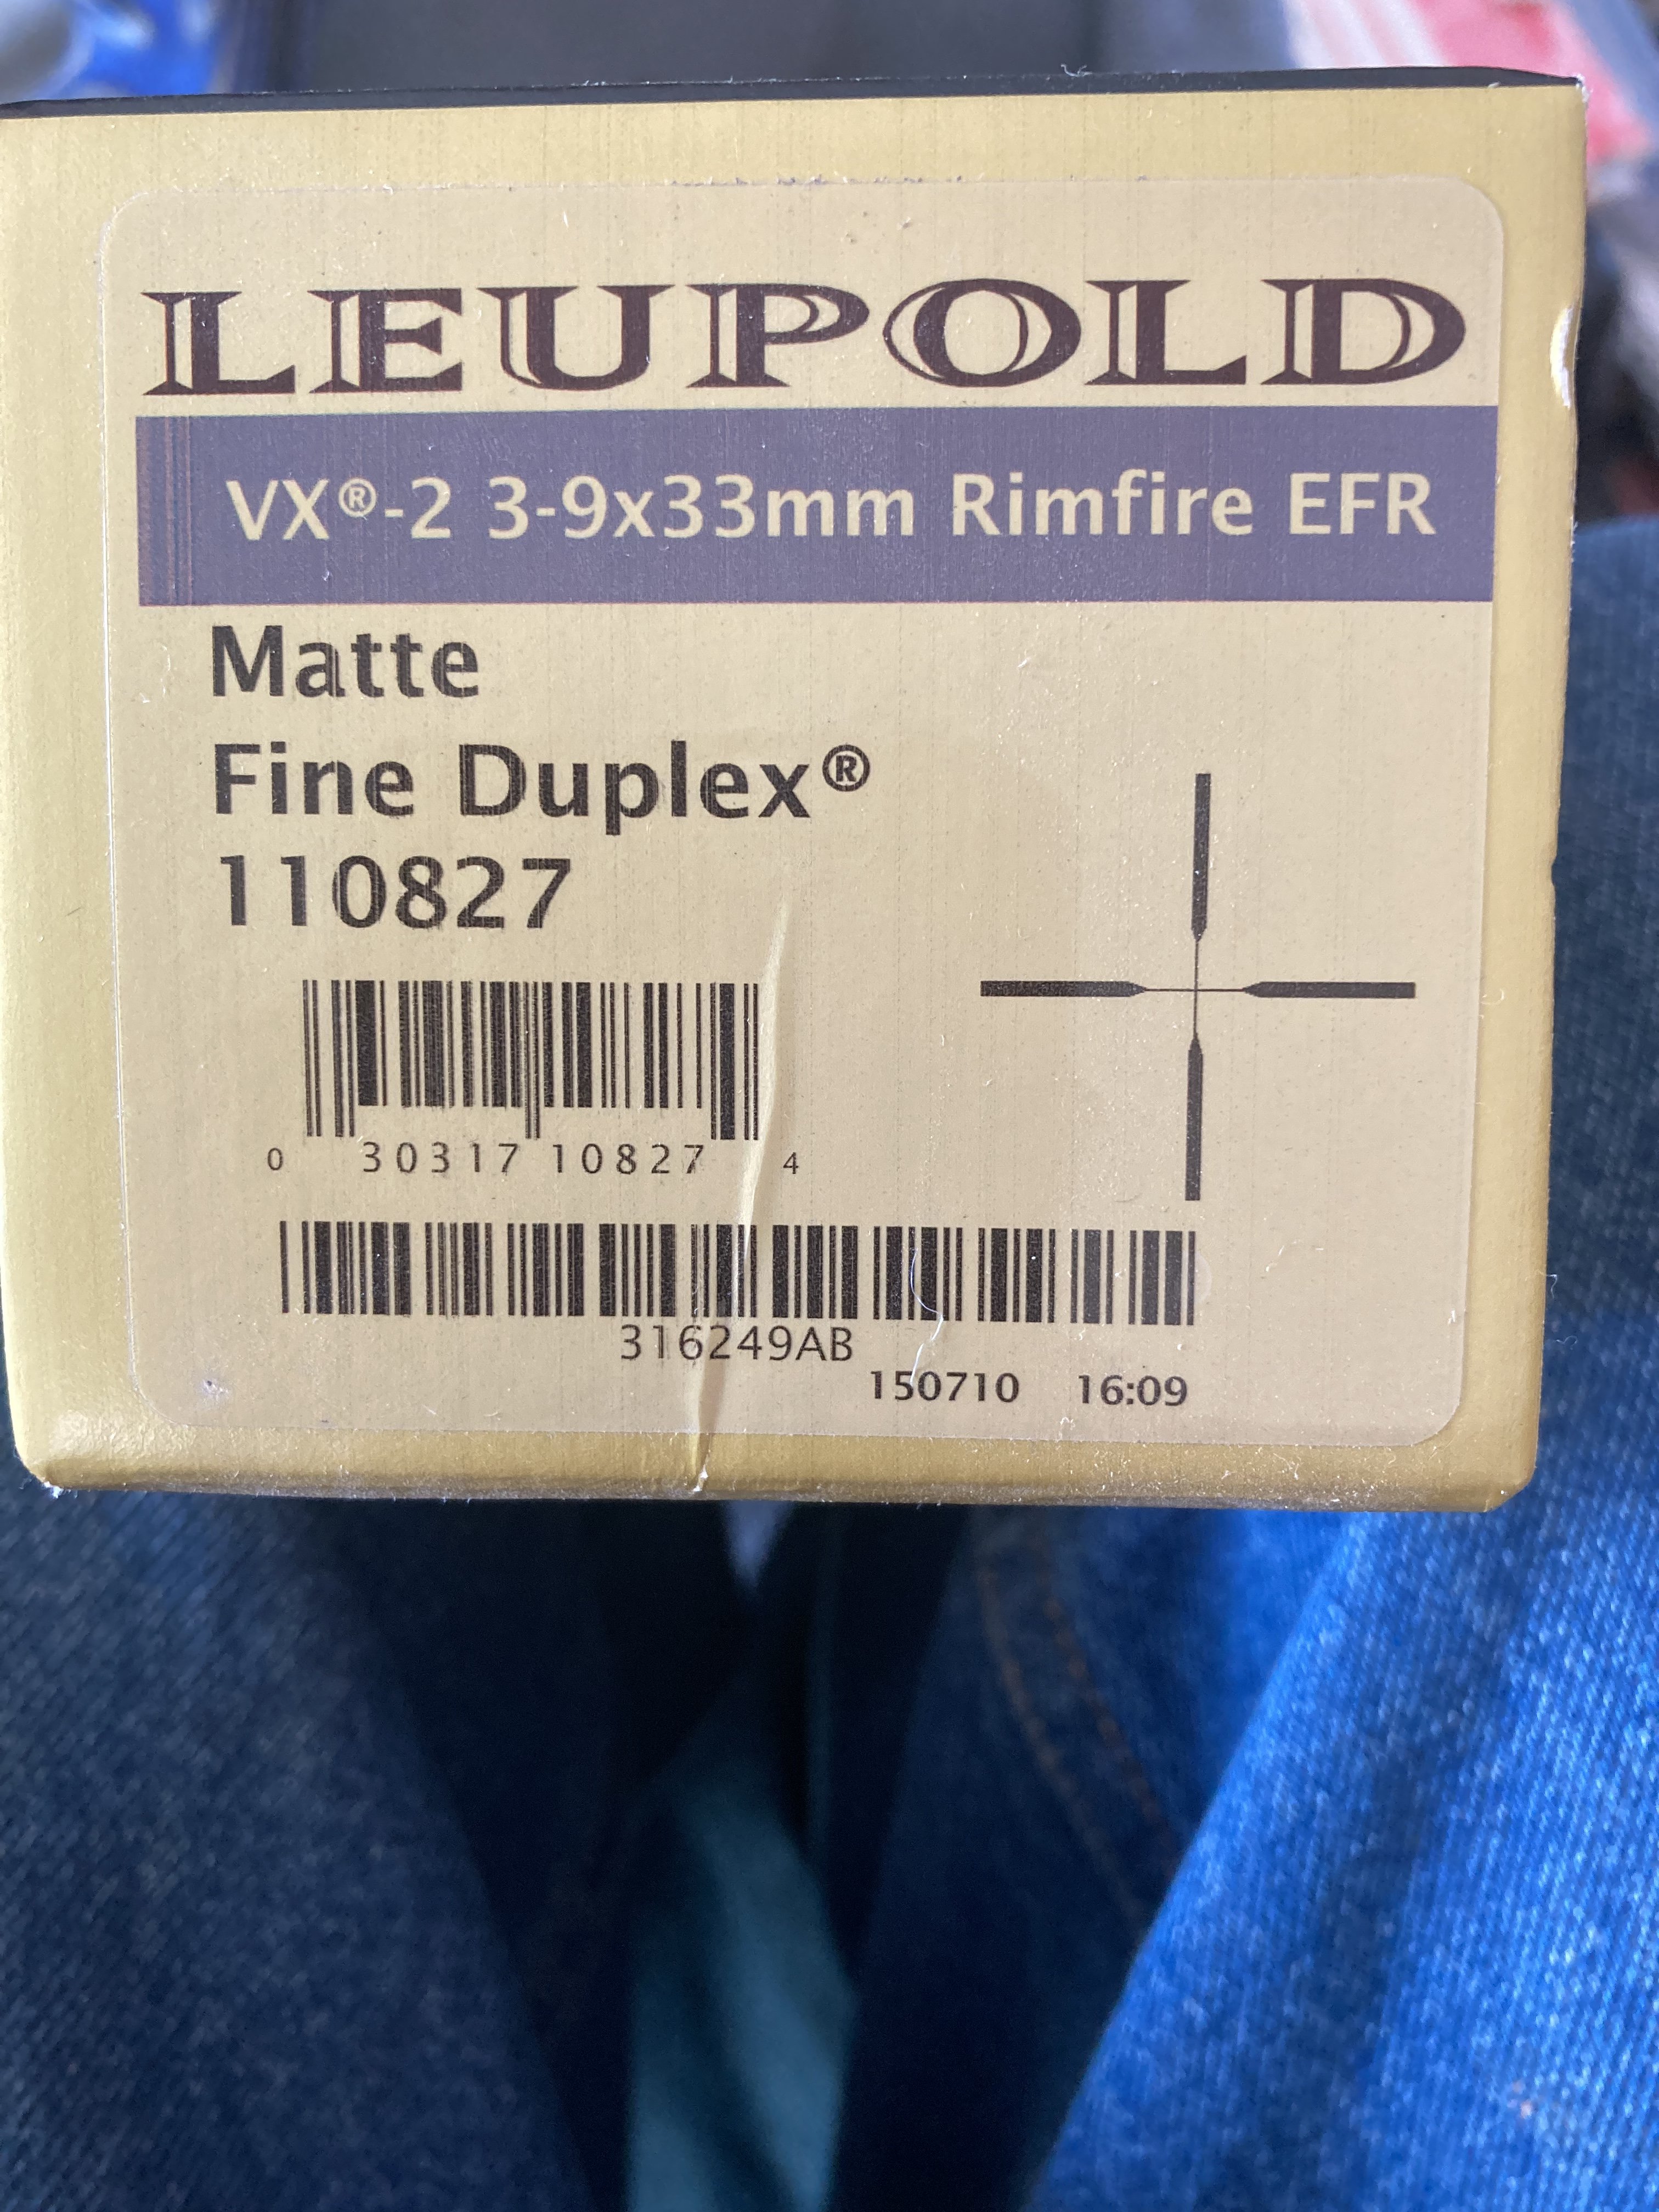 LEUPOLD
VX®-2 3-9x33mm Rimfire EFR
Matte
Fine Duplex®
110827
0 30317 10827 4
316249AB
150710 16:09